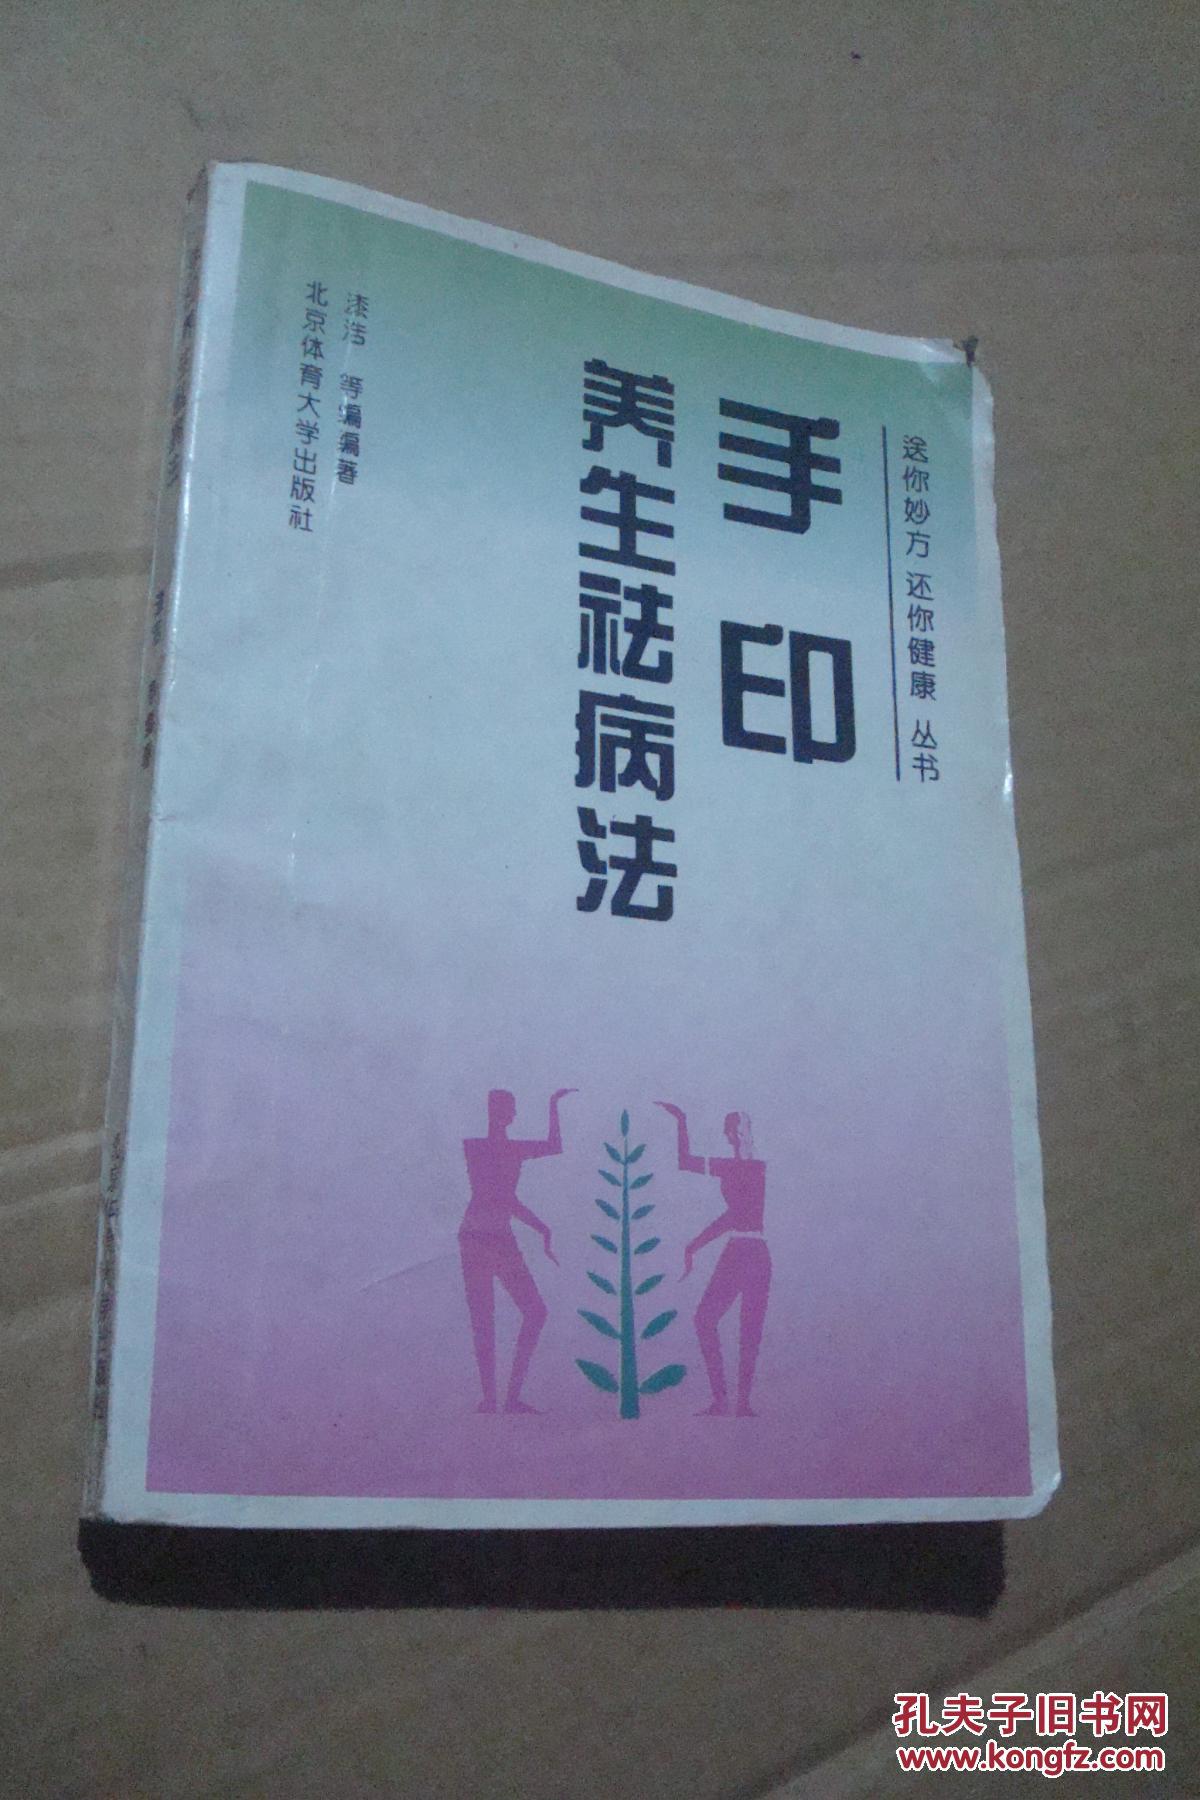 送你妙方 还你健康 丛书
手印
养生祛病法
漆浩 等编编著
北京体育大学出版社
孔夫子旧书网
www.kongfz.com